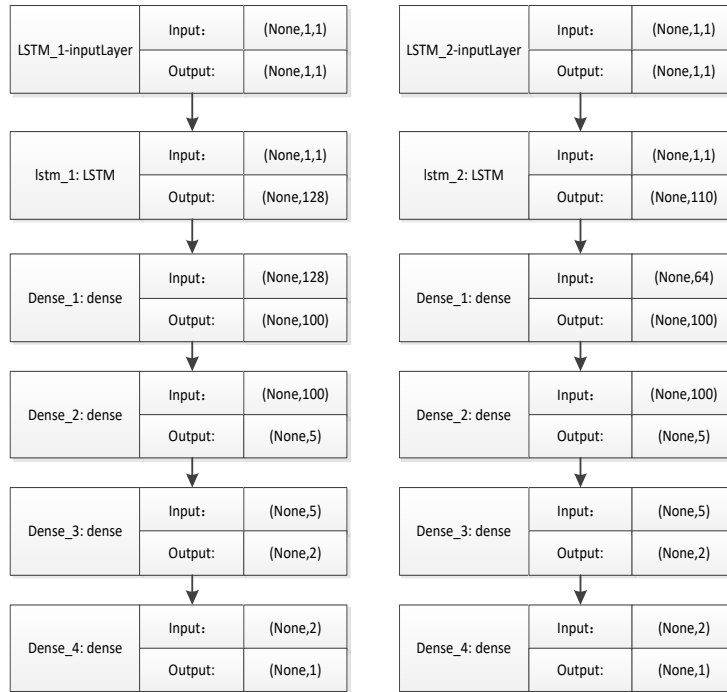 LSTM_1-inputLayer
Input:
(None,1,1)
Output:
(None,1,1)
lstm_1: LSTM
Input:
(None,1,1)
Output:
(None,128)
Dense_1: dense
Input:
(None,128)
Output:
(None,100)
Dense_2: dense
Input:
(None,100)
Output:
(None,5)
Dense_3: dense
Input:
(None,5)
Output:
(None,2)
Dense_4: dense
Input:
(None,2)
Output:
(None,1)
LSTM_2-inputLayer
Input:
(None,1,1)
Output:
(None,1,1)
lstm_2: LSTM
Input:
(None,1,1)
Output:
(None,110)
Dense_1: dense
Input:
(None,64)
Output:
(None,100)
Dense_2: dense
Input:
(None,100)
Output:
(None,5)
Dense_3: dense
Input:
(None,5)
Output:
(None,2)
Dense_4: dense
Input:
(None,2)
Output:
(None,1)